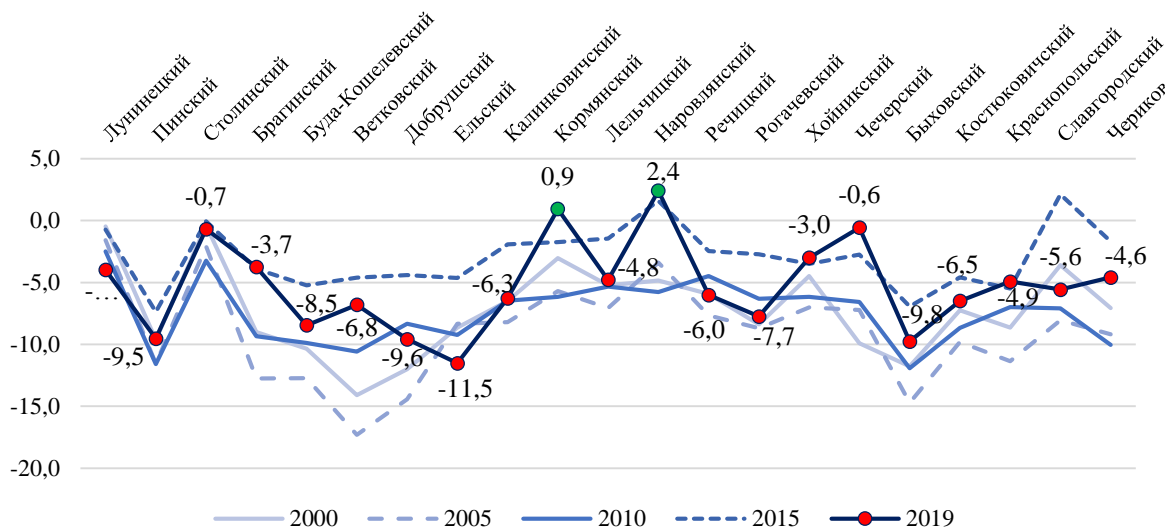 Лунинецкий
Пинский
Столинский
Брагинский
Буда-Кошелевский
Ветковский
Добрушский
Ельский
Калинковичский
Кормянский
Лельчицкий
Наровлянский
Речицкий
Рогачевский
Хойникский
Чечерский
Быховский
Костюковичский
Краснопольский
Славгородский
Чериков
5,0
0,0
-5,0
-10,0
-15,0
-20,0
-…
-9,5
-0,7
-3,7
-8,5
-6,8
-9,6
-11,5
-6,3
0,9
-4,8
2,4
-6,0
-7,7
-3,0
-0,6
-9,8
-6,5
-4,9
-5,6
-4,6
2000 2005 2010 2015 2019